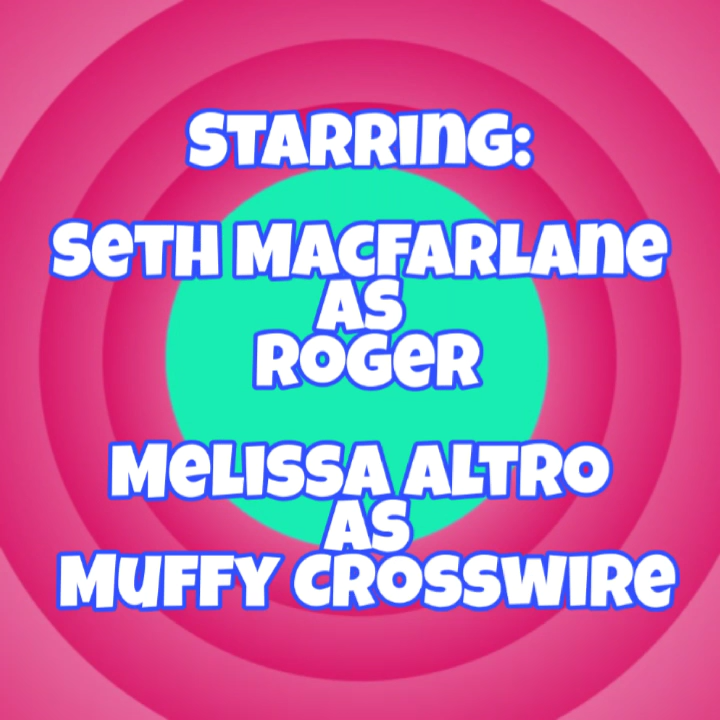 STARRING:
SETH MACFARLANE
AS
ROGER
MELISSA ALTRO
AS
MUFFY CROSSWIRE